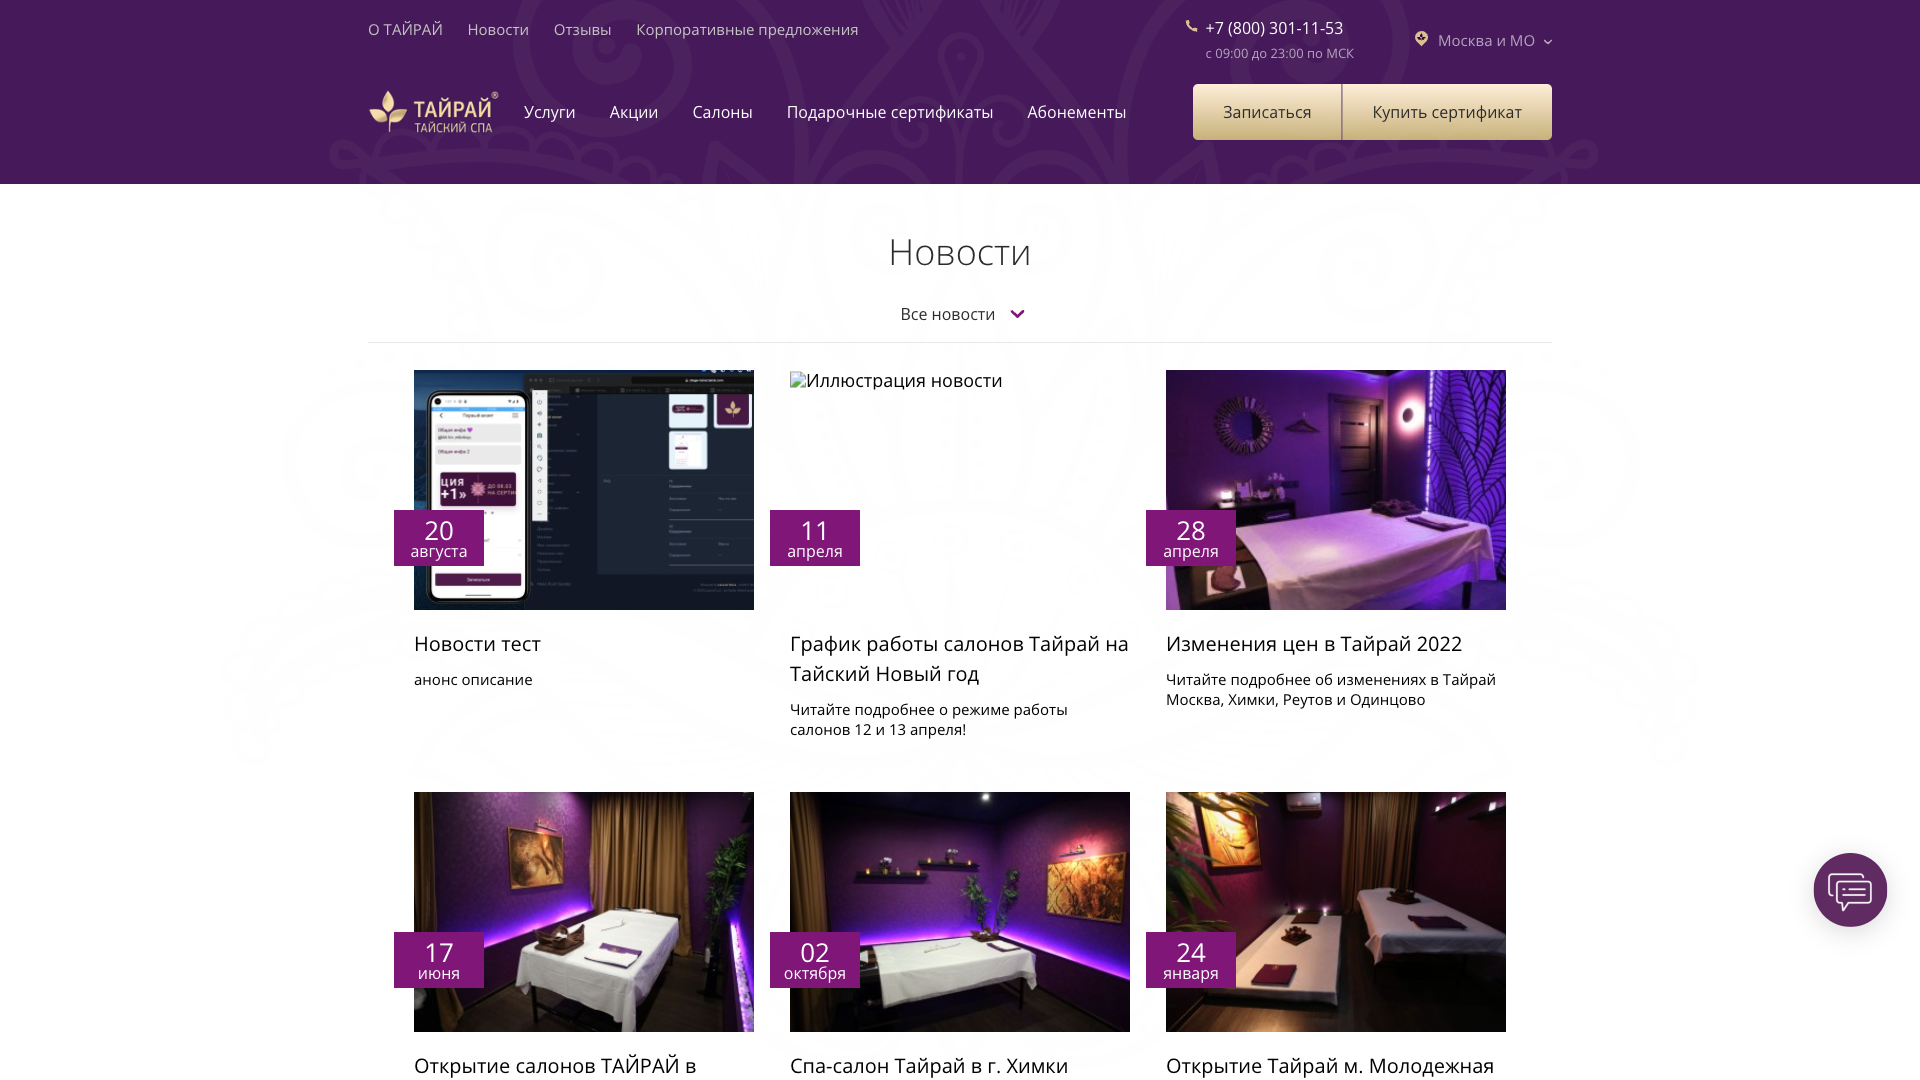 О ТАЙРАЙ
Новости
Отзывы
Корпоративные предложения
+7 (800) 301-11-53
с 09:00 до 23:00 по МСК
Москва и МО
ТАЙРАЙ®
ТАЙСКИЙ СПА
Услуги
Акции
Салоны
Подарочные сертификаты
Абонементы
Записаться
Купить сертификат
Новости
Все новости
20
августа
Новости тест
анонс описание
Иллюстрация новости
11
апреля
График работы салонов Тайрай на
Тайский Новый год
Читайте подробнее о режиме работы
салонов 12 и 13 апреля!
28
апреля
Изменения цен в Тайрай 2022
Читайте подробнее об изменениях в Тайрай
Москва, Химки, Реутов и Одинцово
17
июня
Открытие салонов ТАЙРАЙ в
02
октября
Спа-салон Тайрай в г. Химки
24
января
Открытие Тайрай м. Молодежная